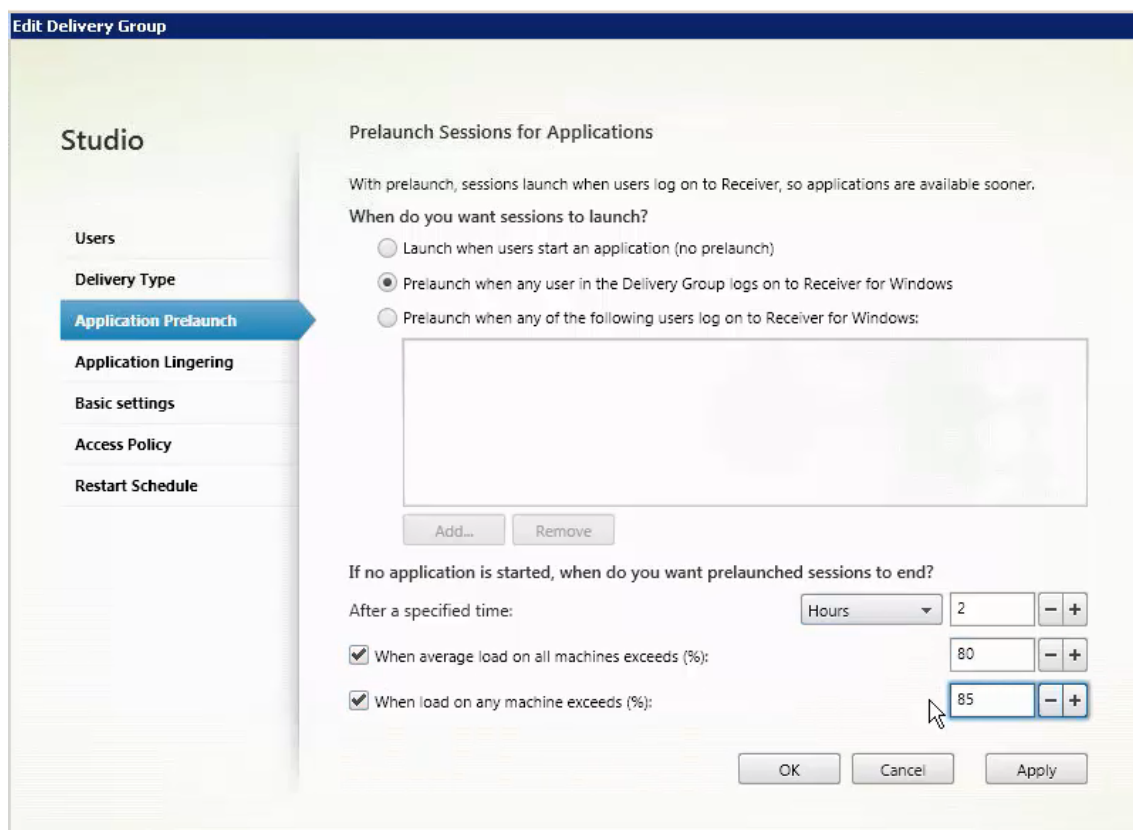 Edit Delivery Group
Studio
Users
Delivery Type
Application Prelaunch
Application Lingering
Basic settings
Access Policy
Restart Schedule
Prelaunch Sessions for Applications
With prelaunch, sessions launch when users log on to Receiver, so applications are available sooner.
When do you want sessions to launch?
Launch when users start an application (no prelaunch)
Prelaunch when any user in the Delivery Group logs on to Receiver for Windows
Prelaunch when any of the following users log on to Receiver for Windows:
Add... Remove
If no application is started, when do you want prelaunched sessions to end?
After a specified time: Hours 2 − +
When average load on all machines exceeds (%): 80 − +
When load on any machine exceeds (%): 85 − +
OK Cancel Apply